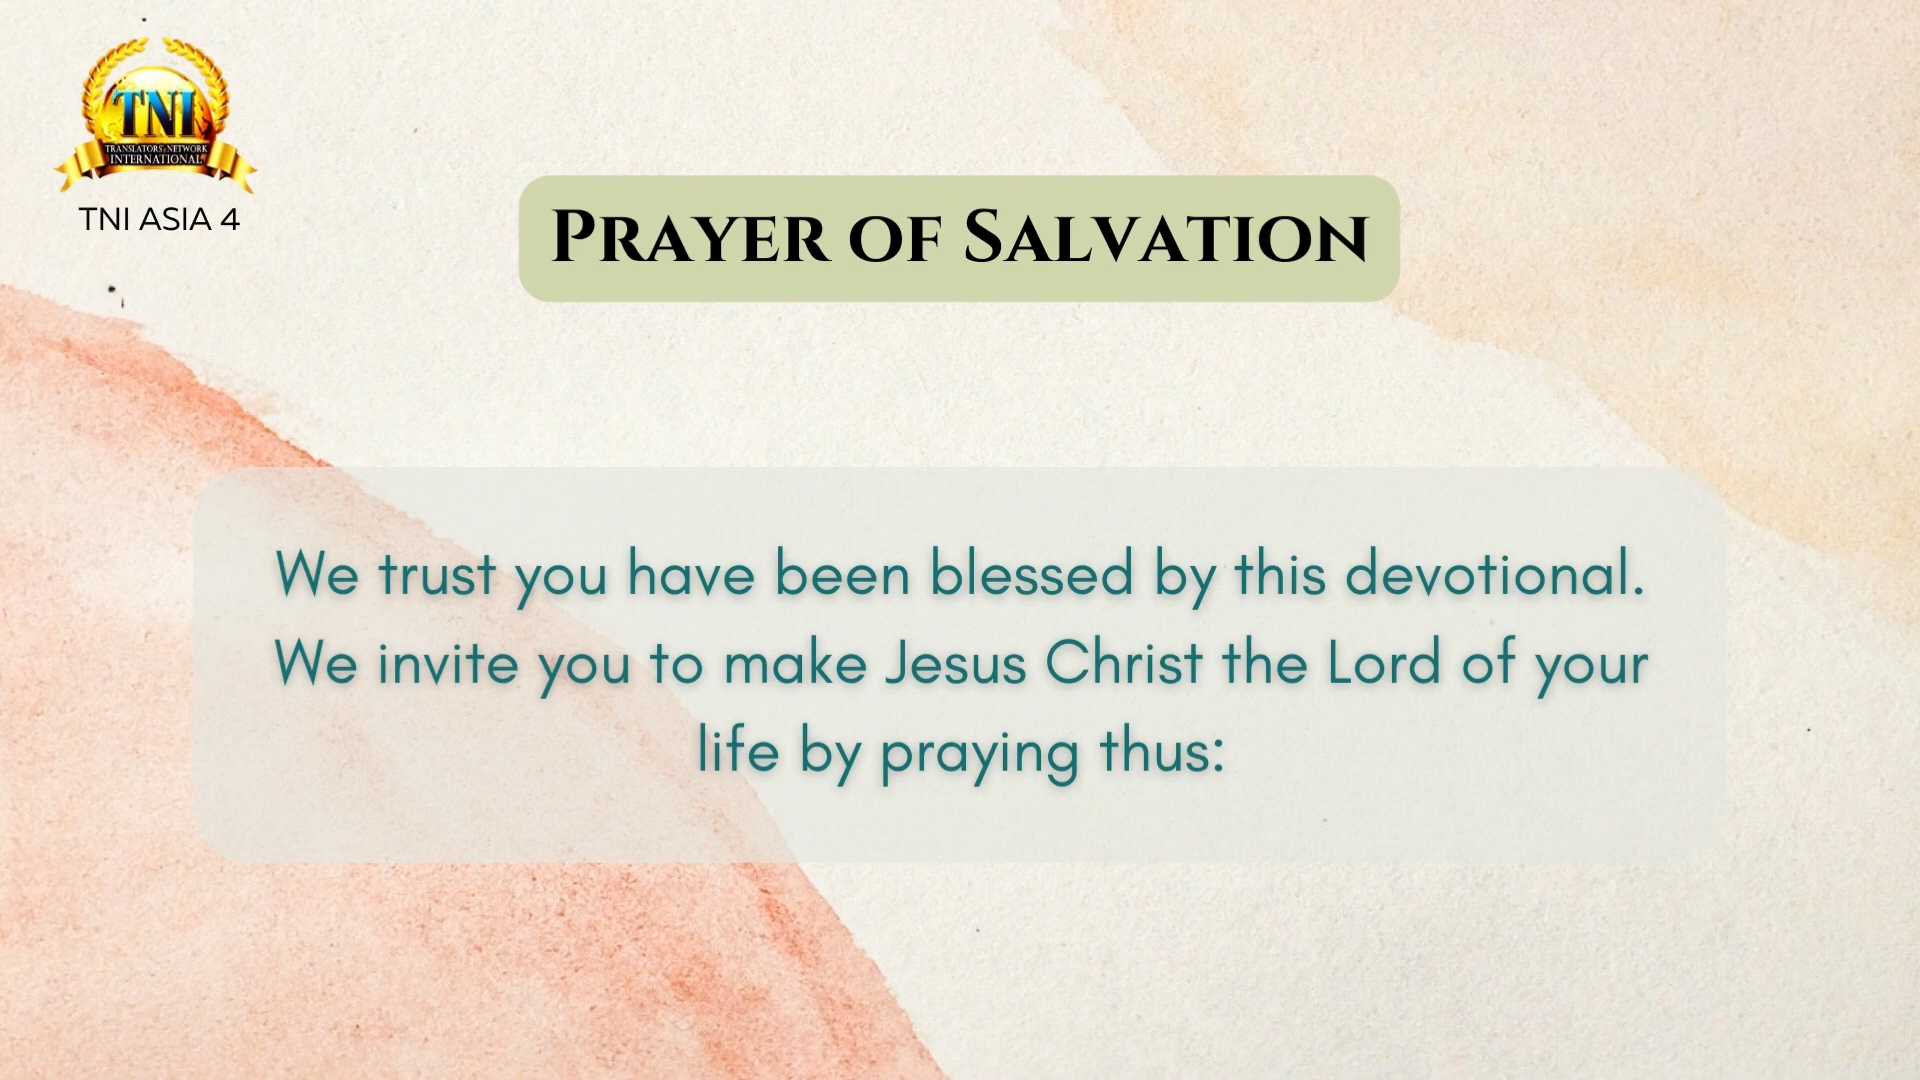 TNI
TRANSLATORS' NETWORK
INTERNATIONAL
TNI ASIA 4
Prayer of Salvation
We trust you have been blessed by this devotional.
We invite you to make Jesus Christ the Lord of your
life by praying thus: